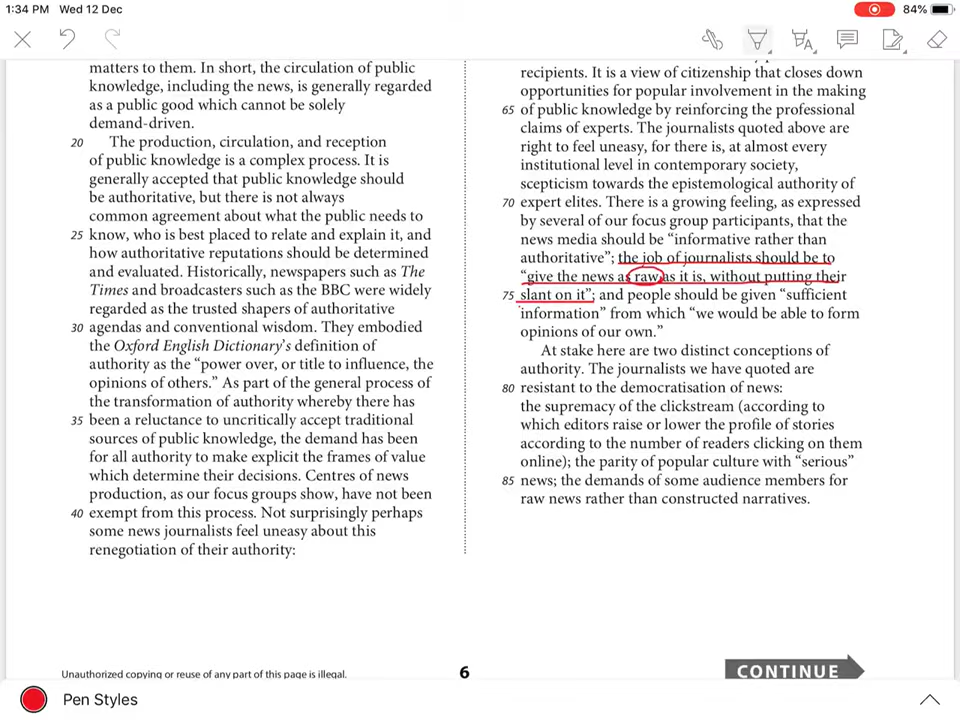 1:34 PM Wed 12 Dec
84%
matters to them. In short, the circulation of public
knowledge, including the news, is generally regarded
as a public good which cannot be solely
demand-driven.
20 The production, circulation, and reception
of public knowledge is a complex process. It is
generally accepted that public knowledge should
be authoritative, but there is not always
common agreement about what the public needs to
25 know, who is best placed to relate and explain it, and
how authoritative reputations should be determined
and evaluated. Historically, newspapers such as The
Times and broadcasters such as the BBC were widely
regarded as the trusted shapers of authoritative
30 agendas and conventional wisdom. They embodied
the Oxford English Dictionary's definition of
authority as the “power over, or title to influence, the
opinions of others.” As part of the general process of
the transformation of authority whereby there has
35 been a reluctance to uncritically accept traditional
sources of public knowledge, the demand has been
for all authority to make explicit the frames of value
which determine their decisions. Centres of news
production, as our focus groups show, have not been
40 exempt from this process. Not surprisingly perhaps
some news journalists feel uneasy about this
renegotiation of their authority:
recipients. It is a view of citizenship that closes down
opportunities for popular involvement in the making
65 of public knowledge by reinforcing the professional
claims of experts. The journalists quoted above are
right to feel uneasy, for there is, at almost every
institutional level in contemporary society,
scepticism towards the epistemological authority of
70 expert elites. There is a growing feeling, as expressed
by several of our focus group participants, that the
news media should be “informative rather than
authoritative”; the job of journalists should be to
“give the news as raw as it is, without putting their
75 slant on it”; and people should be given “sufficient
information” from which “we would be able to form
opinions of our own.”
At stake here are two distinct conceptions of
authority. The journalists we have quoted are
80 resistant to the democratisation of news:
the supremacy of the clickstream (according to
which editors raise or lower the profile of stories
according to the number of readers clicking on them
online); the parity of popular culture with “serious”
85 news; the demands of some audience members for
raw news rather than constructed narratives.
Unauthorized copying or reuse of any part of this page is illegal.
6
CONTINUE
Pen Styles